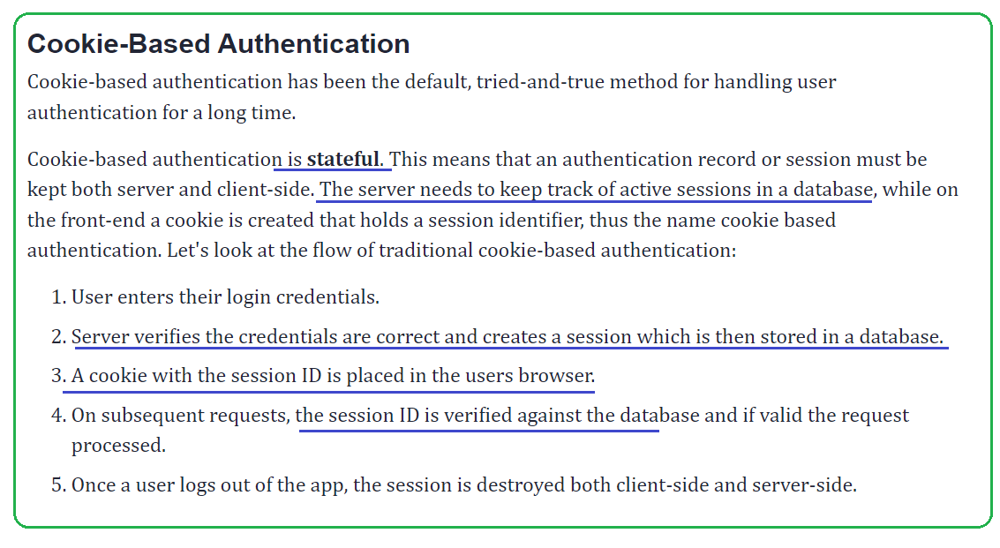 Cookie-Based Authentication
Cookie-based authentication has been the default, tried-and-true method for handling user
authentication for a long time.
Cookie-based authentication is stateful. This means that an authentication record or session must be
kept both server and client-side. The server needs to keep track of active sessions in a database, while on
the front-end a cookie is created that holds a session identifier, thus the name cookie based
authentication. Let's look at the flow of traditional cookie-based authentication:
1. User enters their login credentials.
2. Server verifies the credentials are correct and creates a session which is then stored in a database.
3. A cookie with the session ID is placed in the users browser.
4. On subsequent requests, the session ID is verified against the database and if valid the request
processed.
5. Once a user logs out of the app, the session is destroyed both client-side and server-side.